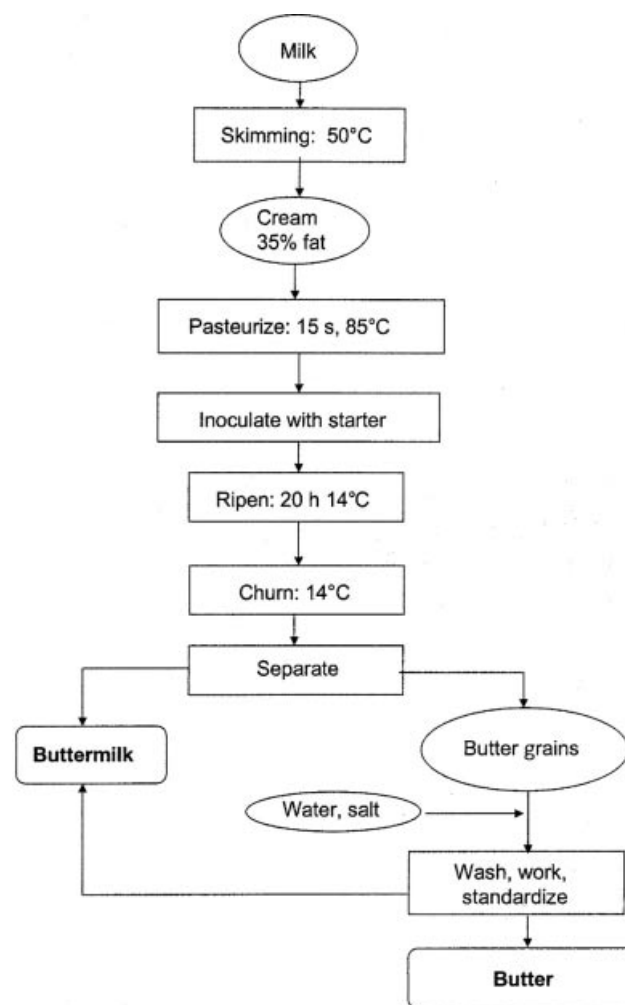 Milk
Skimming: 50°C
Cream
35% fat
Pasteurize: 15 s, 85°C
Inoculate with starter
Ripen: 20 h 14°C
Churn: 14°C
Separate
Buttermilk
Butter grains
Water, salt
Wash, work,
standardize
Butter